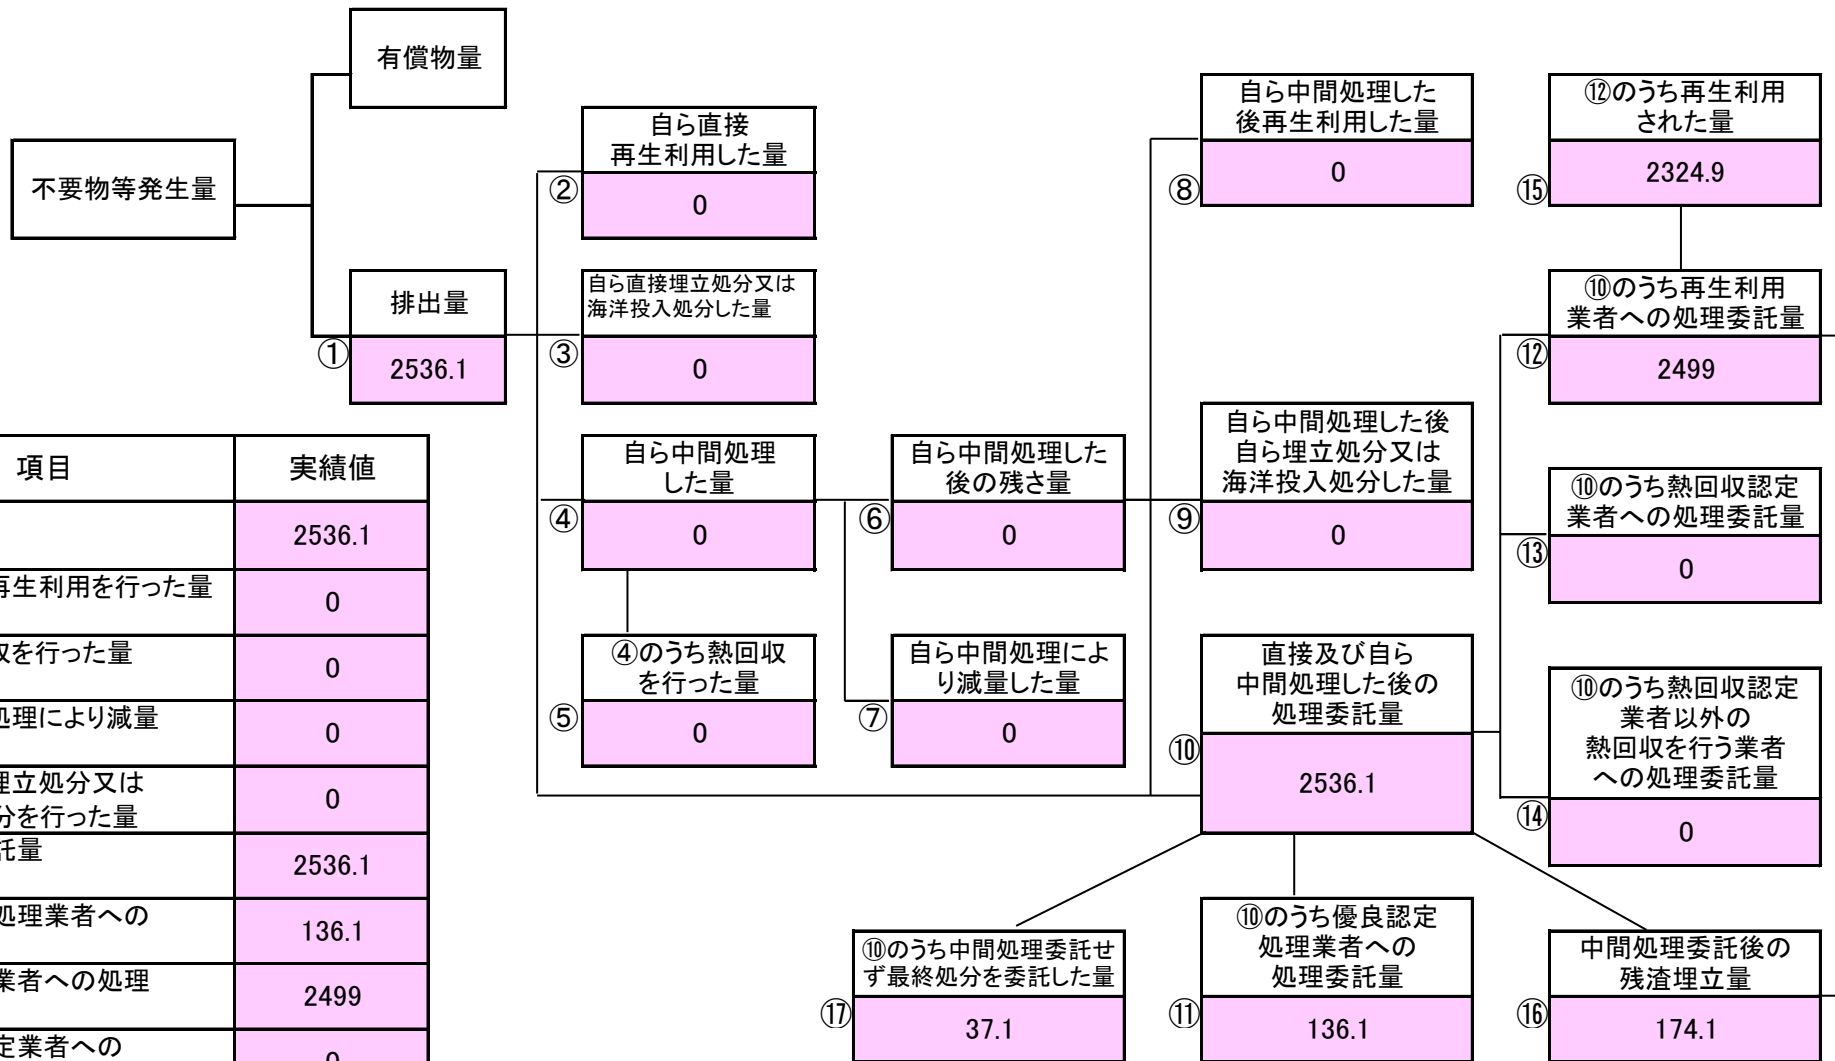 有償物量
不要物等発生量
排出量
①
2536.1
自ら直接
再生利用した量
②
0
自ら直接埋立処分又は
海洋投入処分した量
③
0
自ら中間処理
した量
④
0
④のうち熱回収
を行った量
⑤
0
自ら中間処理した
後の残さ量
⑥
0
自ら中間処理によ
り減量した量
⑦
0
自ら中間処理した
後再生利用した量
⑧
0
自ら中間処理した後
自ら埋立処分又は
海洋投入処分した量
⑨
0
直接及び自ら
中間処理した後の
処理委託量
⑩
2536.1
⑫のうち再生利用
された量
⑮
2324.9
⑩のうち再生利用
業者への処理委託量
⑫
2499
⑩のうち熱回収認定
業者への処理委託量
⑬
0
⑩のうち熱回収認定
業者以外の
熱回収を行う業者
への処理委託量
⑭
0
⑩のうち中間処理委託せ
ず最終処分を委託した量
⑰
37.1
⑩のうち優良認定
処理業者への
処理委託量
⑪
136.1
中間処理委託後の
残渣埋立量
⑯
174.1
項目 実績値
2536.1
再生利用を行った量 0
を行った量 0
処理により減量 0
埋立処分又は
分を行った量 0
託量 2536.1
処理業者への 136.1
業者への処理 2499
定業者への 0